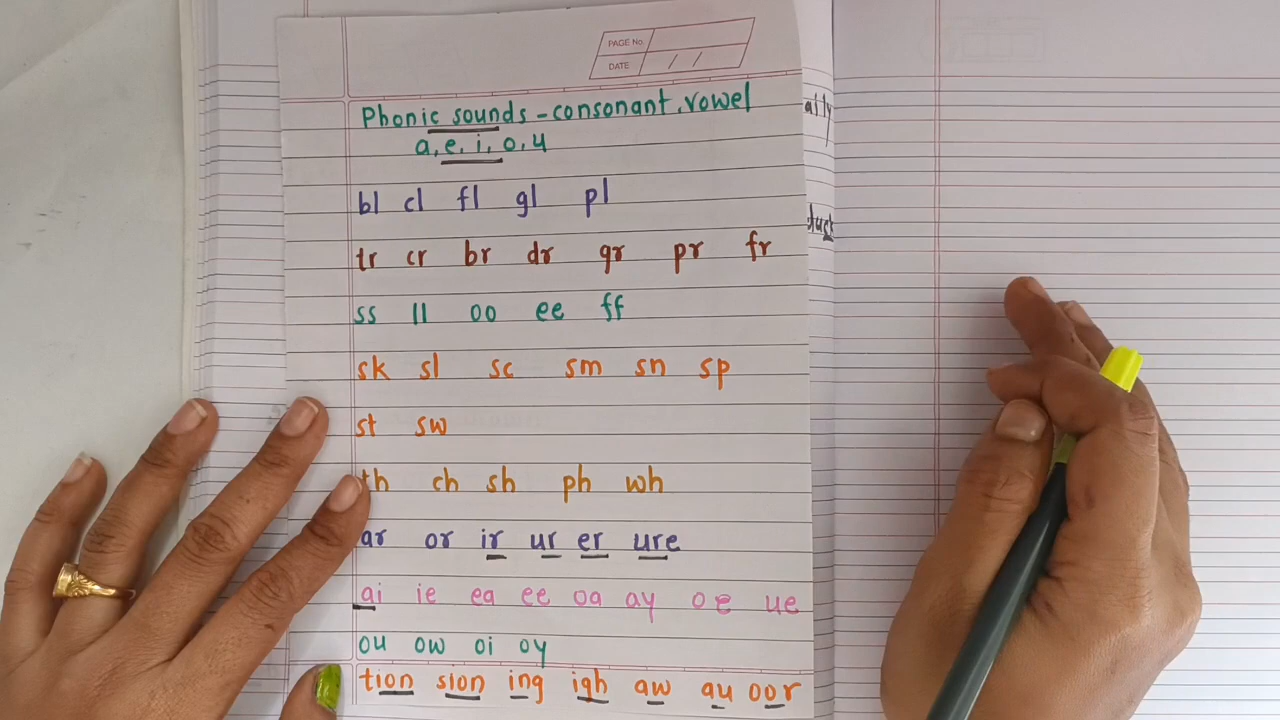 PAGE No.
DATE / /
Phonic sounds - consonant, vowel
a, e, i, o, u
bl cl fl gl pl
tr cr br dr gr pr fr
ss ll oo ee ff
sk sl sc sm sn sp
st sw
th ch sh ph wh
ar or ir ur er ure
ai ie ea ee oa ay oe ue
ou ow oi oy
tion sion ing igh aw au oor